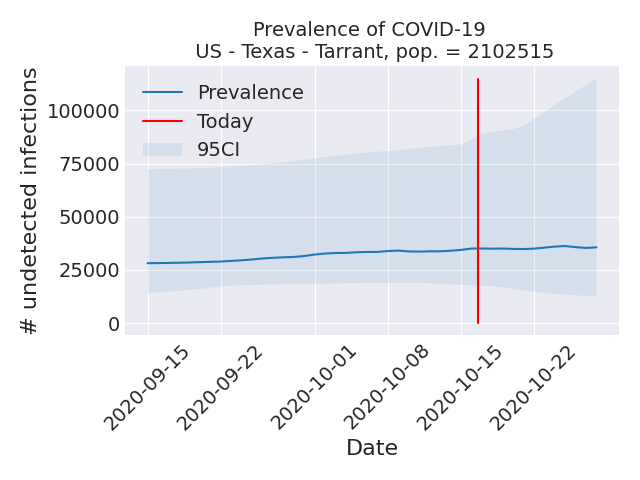 Prevalence of COVID-19
US - Texas - Tarrant, pop. = 2102515
# undetected infections
100000
75000
50000
25000
0
Prevalence
Today
95CI
2020-09-15
2020-09-22
2020-10-01
2020-10-08
2020-10-15
2020-10-22
Date